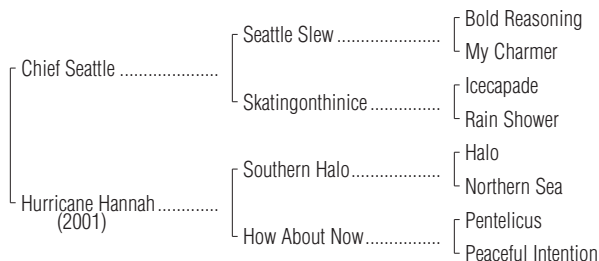 Bold Reasoning
Seattle Slew ......................
My Charmer
Chief Seattle .....................
Icecapade
Skatingonthinice ...............
Rain Shower
Halo
Southern Halo...................
Northern Sea
Hurricane Hannah.............
(2001)
Pentelicus
How About Now................
Peaceful Intention